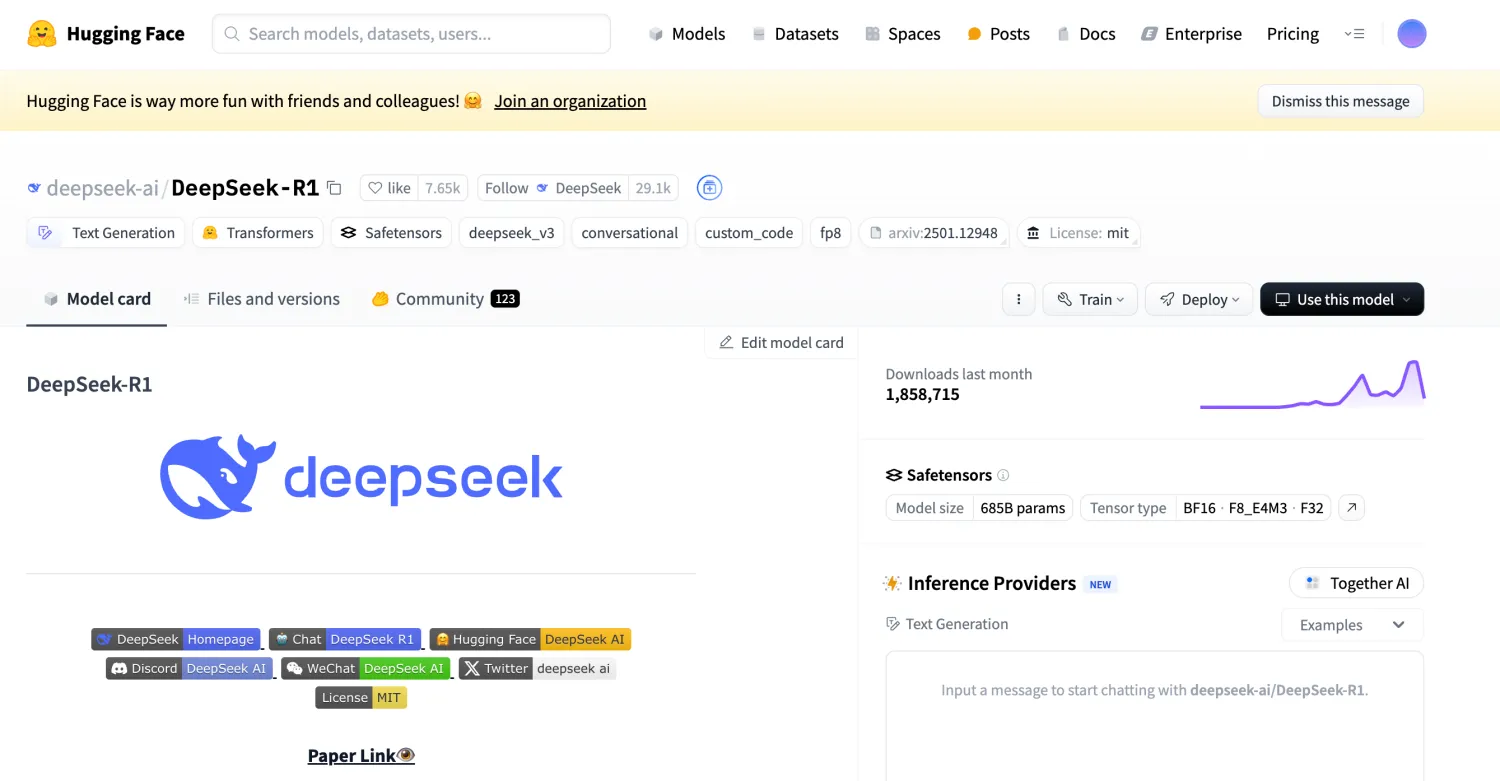 Hugging Face Search models, datasets, users... Models Datasets Spaces Posts Docs Enterprise Pricing
Hugging Face is way more fun with friends and colleagues! 🤗 Join an organization Dismiss this message
deepseek-ai/DeepSeek-R1 like 7.65k Follow DeepSeek 29.1k
Text Generation Transformers Safetensors deepseek_v3 conversational custom_code fp8 arxiv:2501.12948 License: mit
Model card Files and versions Community 123 Train Deploy Use this model
Edit model card
DeepSeek-R1
deepseek
DeepSeek Homepage Chat DeepSeek R1 Hugging Face DeepSeek AI
Discord DeepSeek AI WeChat DeepSeek AI Twitter deepseek ai
License MIT
Paper Link👁️
Downloads last month
1,858,715
Safetensors
Model size 685B params Tensor type BF16 · F8_E4M3 · F32
Inference Providers NEW Together AI
Text Generation Examples
Input a message to start chatting with deepseek-ai/DeepSeek-R1.